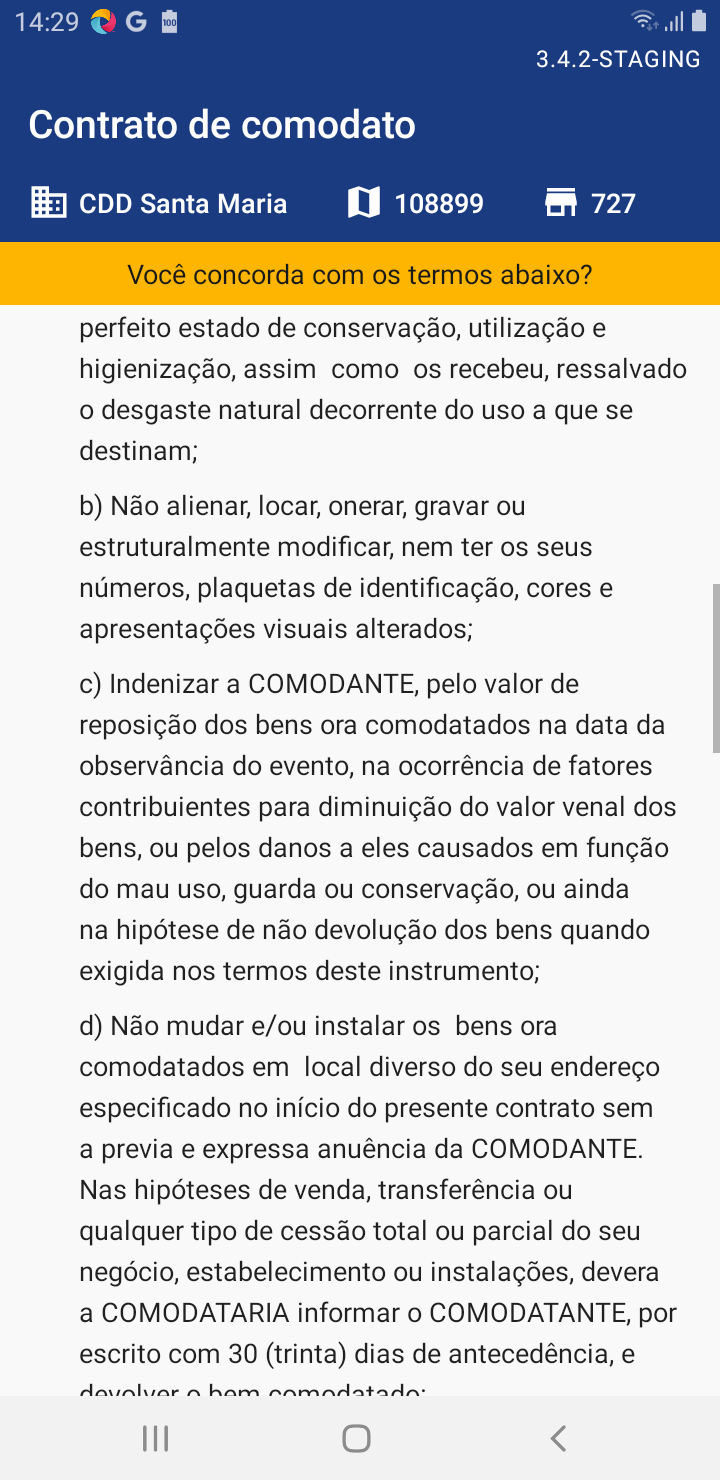 14:29 G 100
3.4.2-STAGING
Contrato de comodato
CDD Santa Maria 108899 727
Você concorda com os termos abaixo?
perfeito estado de conservação, utilização e
higienização, assim  como  os recebeu, ressalvado
o desgaste natural decorrente do uso a que se
destinam;
b) Não alienar, locar, onerar, gravar ou
estruturalmente modificar, nem ter os seus
números, plaquetas de identificação, cores e
apresentações visuais alterados;
c) Indenizar a COMODANTE, pelo valor de
reposição dos bens ora comodatados na data da
observância do evento, na ocorrência de fatores
contribuientes para diminuição do valor venal dos
bens, ou pelos danos a eles causados em função
do mau uso, guarda ou conservação, ou ainda
na hipótese de não devolução dos bens quando
exigida nos termos deste instrumento;
d) Não mudar e/ou instalar os  bens ora
comodatados em  local diverso do seu endereço
especificado no início do presente contrato sem
a previa e expressa anuência da COMODANTE.
Nas hipóteses de venda, transferência ou
qualquer tipo de cessão total ou parcial do seu
negócio, estabelecimento ou instalações, devera
a COMODATARIA informar o COMODATANTE, por
escrito com 30 (trinta) dias de antecedência, e
devolver o bem comodatado;